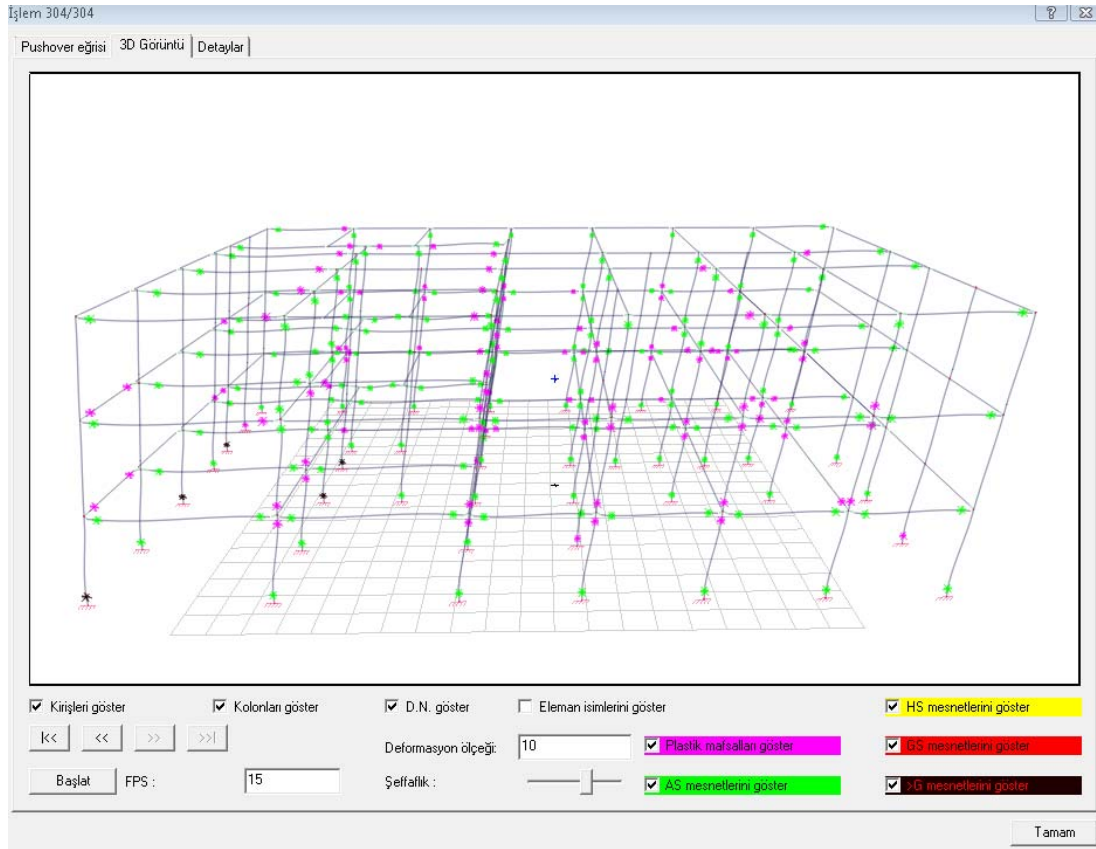 İşlem 304/304
Pushover eğrisi 3D Görüntü Detaylar
Kirişleri göster Kolonları göster D.N. göster Eleman isimlerini göster HS mesnetlerini göster
|<< << >> >>| Deformasyon ölçeği: 10 Plastik mafsalları göster GS mesnetlerini göster
Başlat FPS : 15 Şeffaflık : AS mesnetlerini göster >G mesnetlerini göster
Tamam